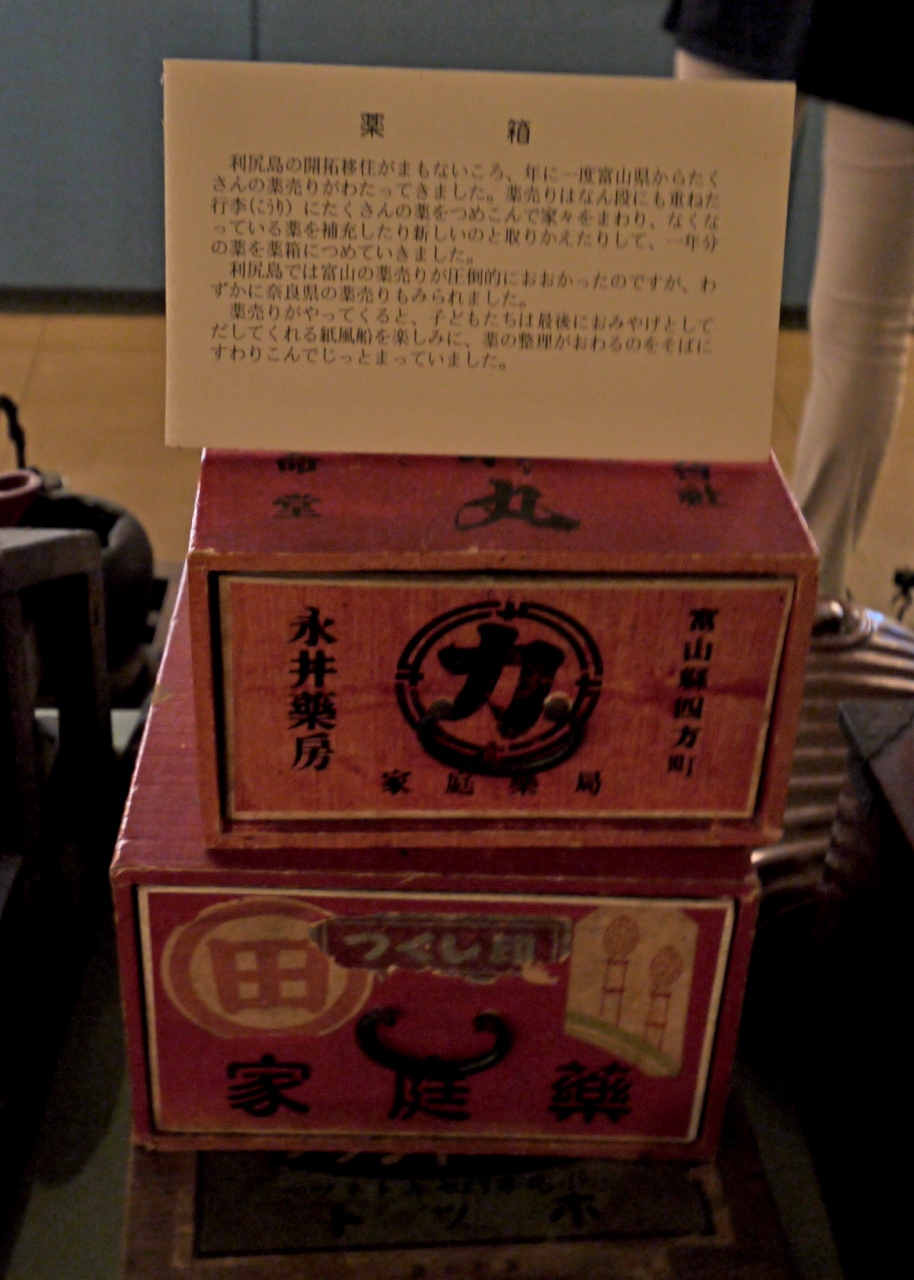 薬 箱
利尻島の開拓移住がまもないころ、年に一度富山県からたく
さんの薬売りがわたってきました。薬売りはなん段にも重ねた
行李(こうり)にたくさんの薬をつめこんで家々をまわり、なくな
っている薬を補充したり新しいのと取りかえたりして、一年分
の薬を薬箱につめていきました。
利尻島では富山の薬売りが圧倒的におおかったのですが、わ
ずかに奈良県の薬売りもみられました。
薬売りがやってくると、子どもたちは最後におみやげとして
だしてくれる紙風船を楽しみに、薬の整理がおわるのをそばに
すわりこんでじっとまっていました。
堂
丸
富山縣四方町
力
永井藥房
家庭藥局
田
つくし印
家庭藥